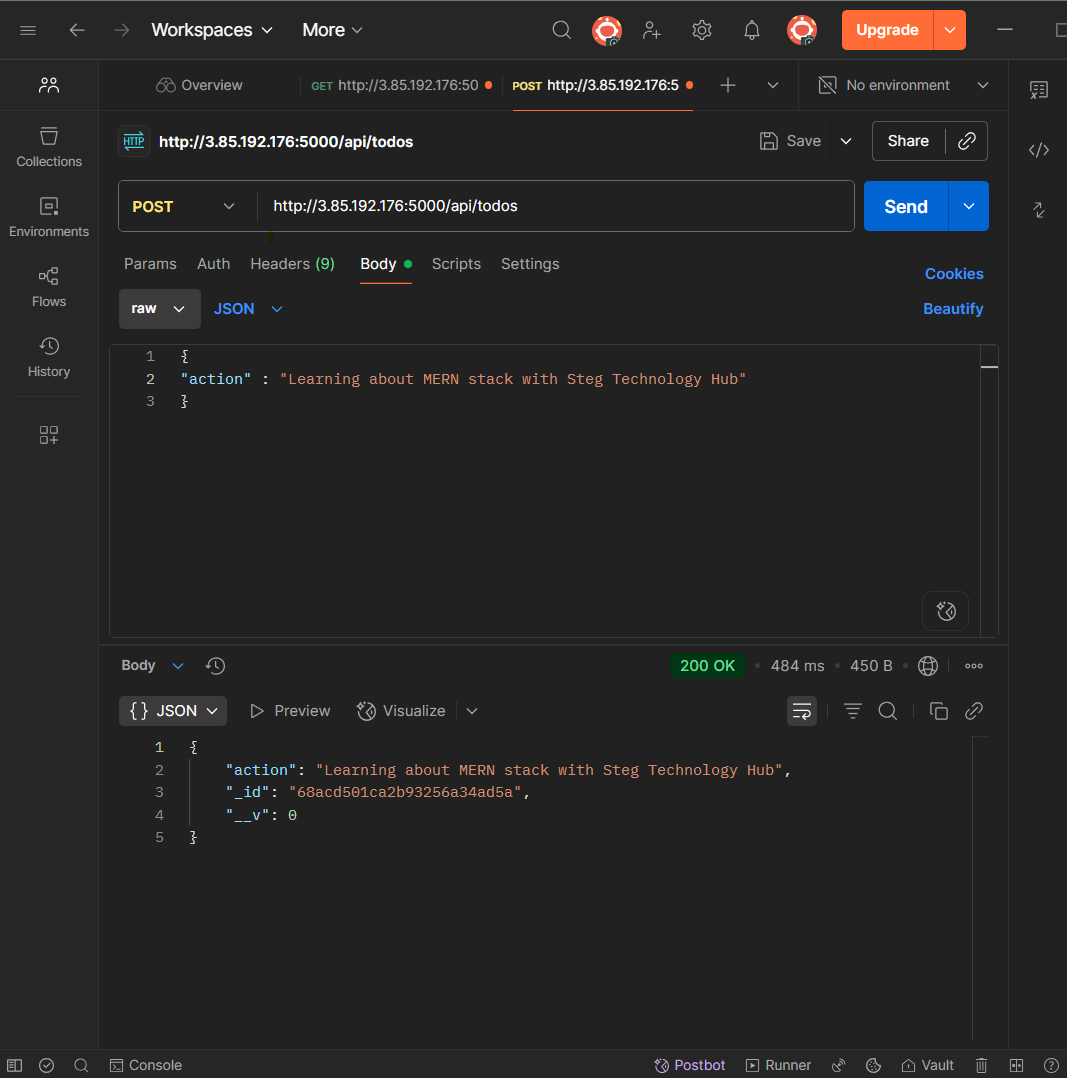 Workspaces More Upgrade
Overview GET http://3.85.192.176:50 POST http://3.85.192.176:5 No environment
HTTP http://3.85.192.176:5000/api/todos Save Share
Collections
POST http://3.85.192.176:5000/api/todos Send
Environments
Params Auth Headers (9) Body Scripts Settings Cookies
Flows
raw JSON Beautify
History
1 {
2 "action" : "Learning about MERN stack with Steg Technology Hub"
3 }
Body 200 OK • 484 ms • 450 B •
{} JSON Preview Visualize
1 {
2 "action": "Learning about MERN stack with Steg Technology Hub",
3 "_id": "68acd501ca2b93256a34ad5a",
4 "__v": 0
5 }
Console Postbot Runner Vault